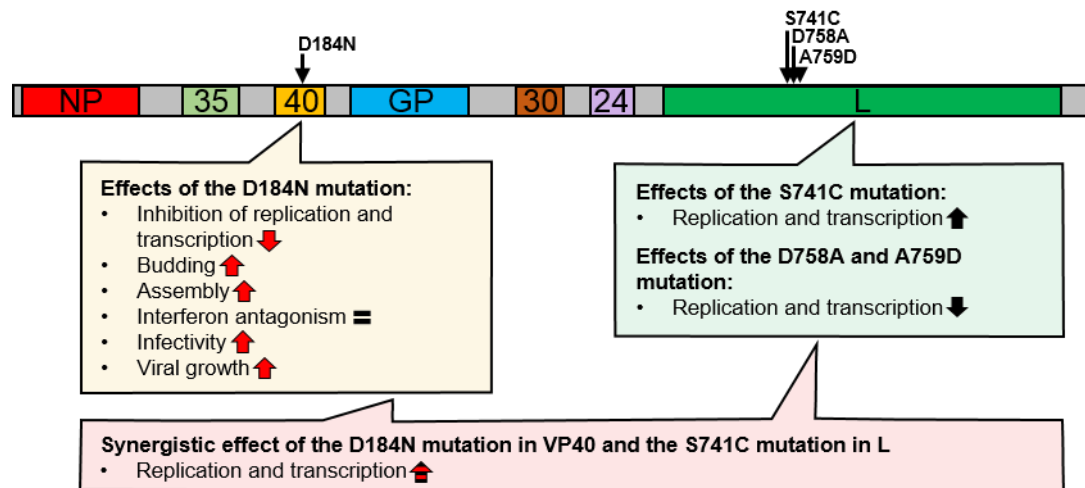 S741C
D758A
D184N
A759D
NP 35 40 GP 30 24 L
Effects of the D184N mutation:
• Inhibition of replication and
transcription
• Budding
• Assembly
• Interferon antagonism =
• Infectivity
• Viral growth
Effects of the S741C mutation:
• Replication and transcription
Effects of the D758A and A759D
mutation:
• Replication and transcription
Synergistic effect of the D184N mutation in VP40 and the S741C mutation in L
• Replication and transcription